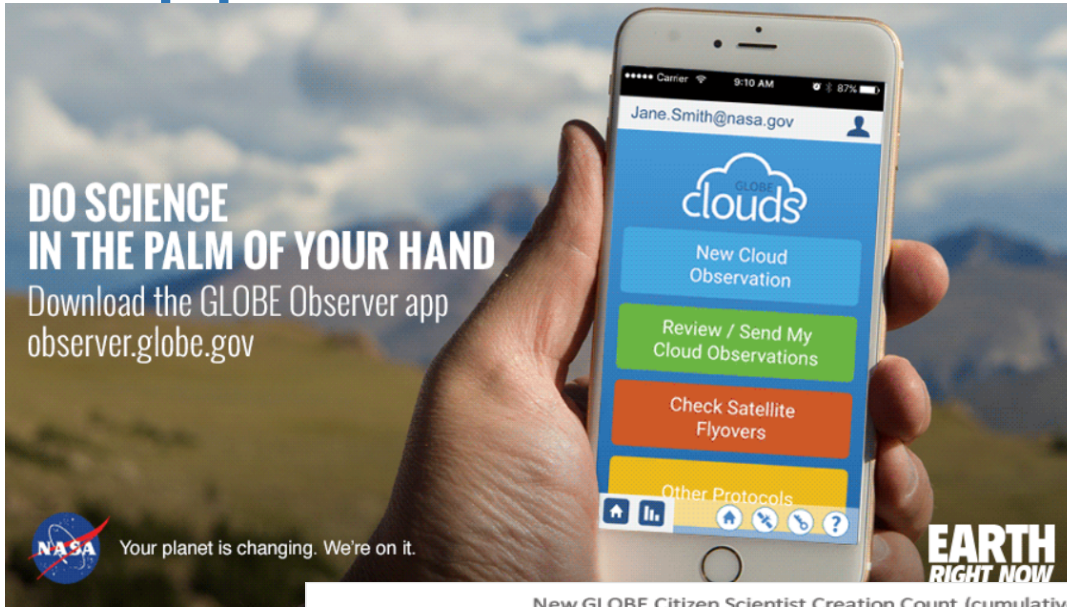 Carrier 9:10 AM 87%
Jane.Smith@nasa.gov
GLOBE
clouds
New Cloud
Observation
Review / Send My
Cloud Observations
Check Satellite
Flyovers
Other Protocols
?
DO SCIENCE
IN THE PALM OF YOUR HAND
Download the GLOBE Observer app
observer.globe.gov
NASA
Your planet is changing. We're on it.
EARTH
RIGHT NOW
New GLOBE Citizen Scientist Creation Count (cumulativ